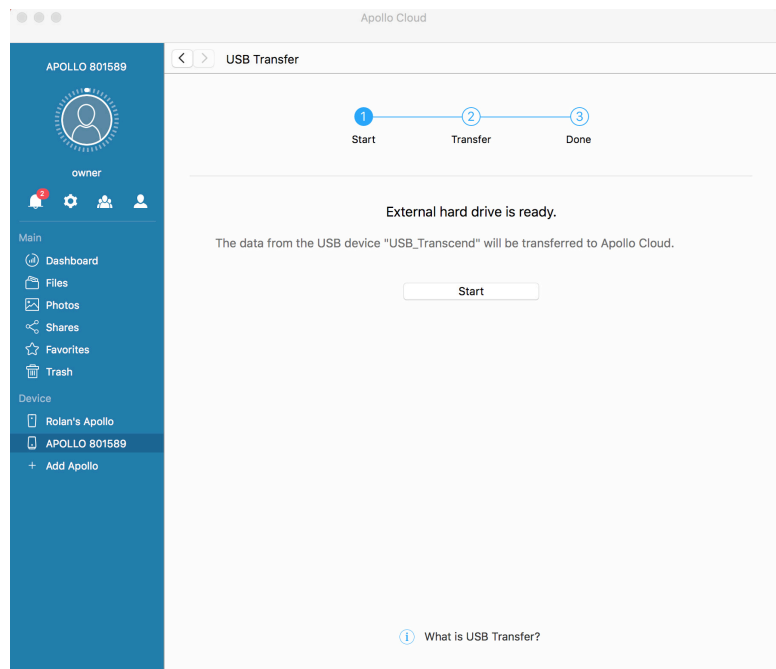 Apollo Cloud
APOLLO 801589
owner
2
Main
Dashboard
Files
Photos
Shares
Favorites
Trash
Device
Rolan's Apollo
APOLLO 801589
+ Add Apollo
< > USB Transfer
1 2 3
Start Transfer Done
External hard drive is ready.
The data from the USB device "USB_Transcend" will be transferred to Apollo Cloud.
Start
i What is USB Transfer?